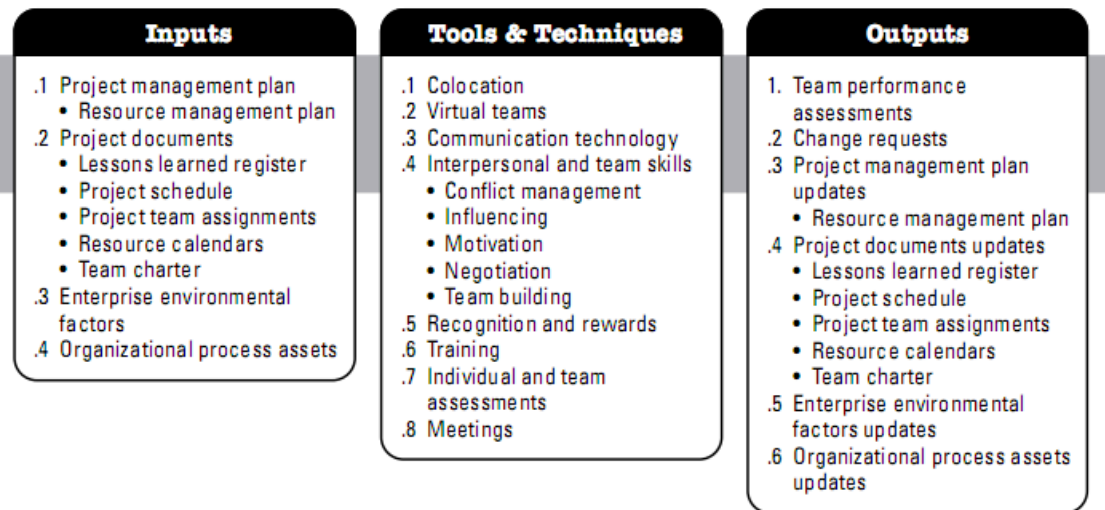 Inputs
.1 Project management plan
• Resource management plan
.2 Project documents
• Lessons learned register
• Project schedule
• Project team assignments
• Resource calendars
• Team charter
.3 Enterprise environmental
factors
.4 Organizational process assets
Tools & Techniques
.1 Colocation
.2 Virtual teams
.3 Communication technology
.4 Interpersonal and team skills
• Conflict management
• Influencing
• Motivation
• Negotiation
• Team building
.5 Recognition and rewards
.6 Training
.7 Individual and team
assessments
.8 Meetings
Outputs
1. Team performance
assessments
.2 Change requests
.3 Project management plan
updates
• Resource management plan
.4 Project documents updates
• Lessons learned register
• Project schedule
• Project team assignments
• Resource calendars
• Team charter
.5 Enterprise environmental
factors updates
.6 Organizational process assets
updates